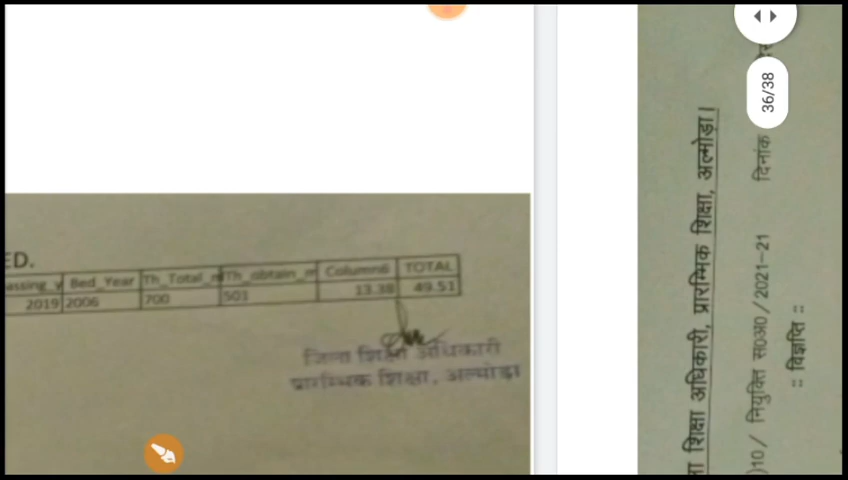 ED.
assing_y Bed_Year Th_Total_m Th_obtain_m Column6 TOTAL
2019 2006 700 501 13.38 49.51
जिला शिक्षा अधिकारी
प्रारम्भिक शिक्षा, अल्मोड़ा
ा शिक्षा अधिकारी, प्रारम्भिक शिक्षा, अल्मोड़ा।
)10/ नियुक्ति स0अ0/2021-21 दिनांक
:: विज्ञप्ति ::
36/38